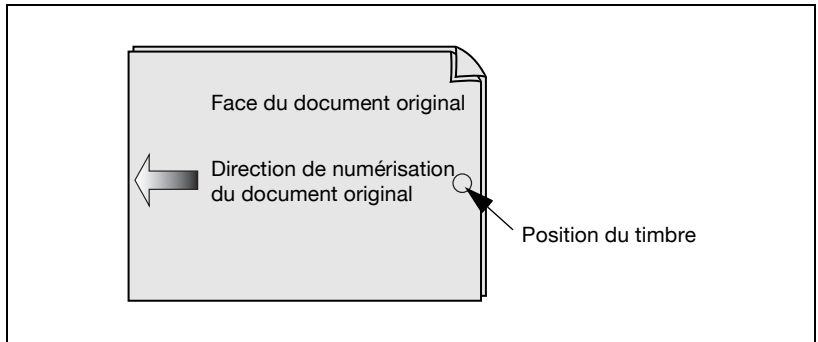 Face du document original
Direction de numérisation
du document original
Position du timbre